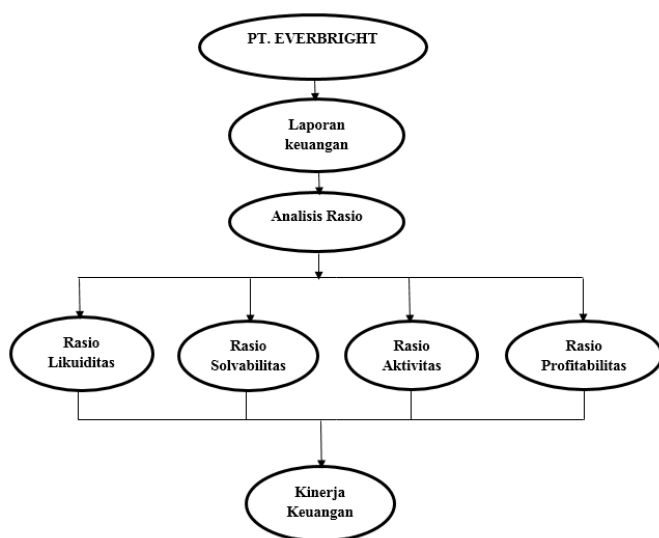 PT. EVERBRIGHT
Laporan
keuangan
Analisis Rasio
Rasio
Likuiditas
Rasio
Solvabilitas
Rasio
Aktivitas
Rasio
Profitabilitas
Kinerja
Keuangan